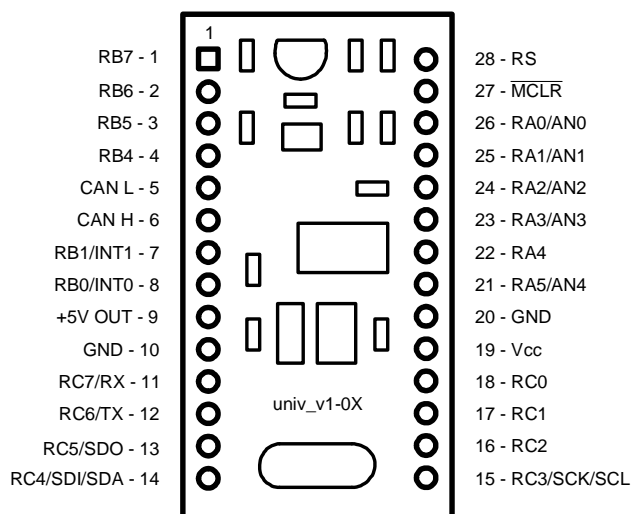 1
RB7 - 1
RB6 - 2
RB5 - 3
RB4 - 4
CAN L - 5
CAN H - 6
RB1/INT1 - 7
RB0/INT0 - 8
+5V OUT - 9
GND - 10
RC7/RX - 11
RC6/TX - 12
RC5/SDO - 13
RC4/SDI/SDA - 14
univ_v1-0X
28 - RS
27 - MCLR
26 - RA0/AN0
25 - RA1/AN1
24 - RA2/AN2
23 - RA3/AN3
22 - RA4
21 - RA5/AN4
20 - GND
19 - Vcc
18 - RC0
17 - RC1
16 - RC2
15 - RC3/SCK/SCL